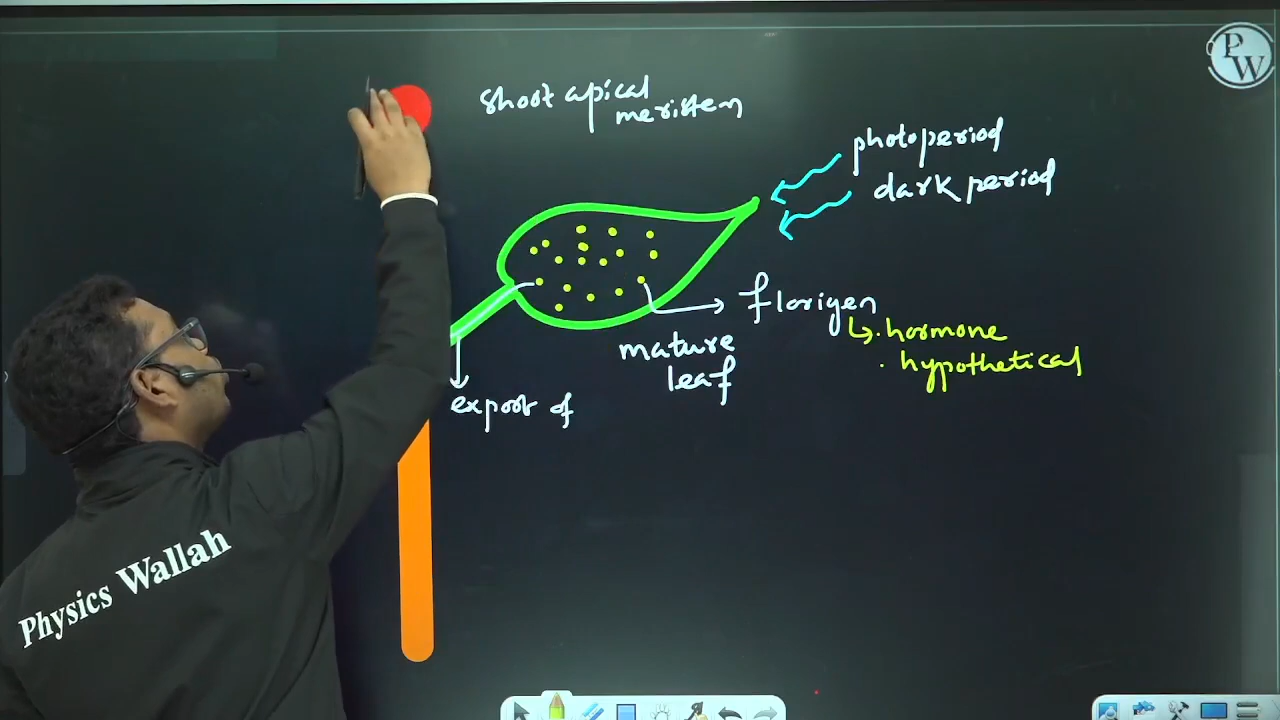 PW
shoot apical
meristem
photoperiod
dark period
florigen
hormone
hypothetical
mature
leaf
export of
Physics Wallah